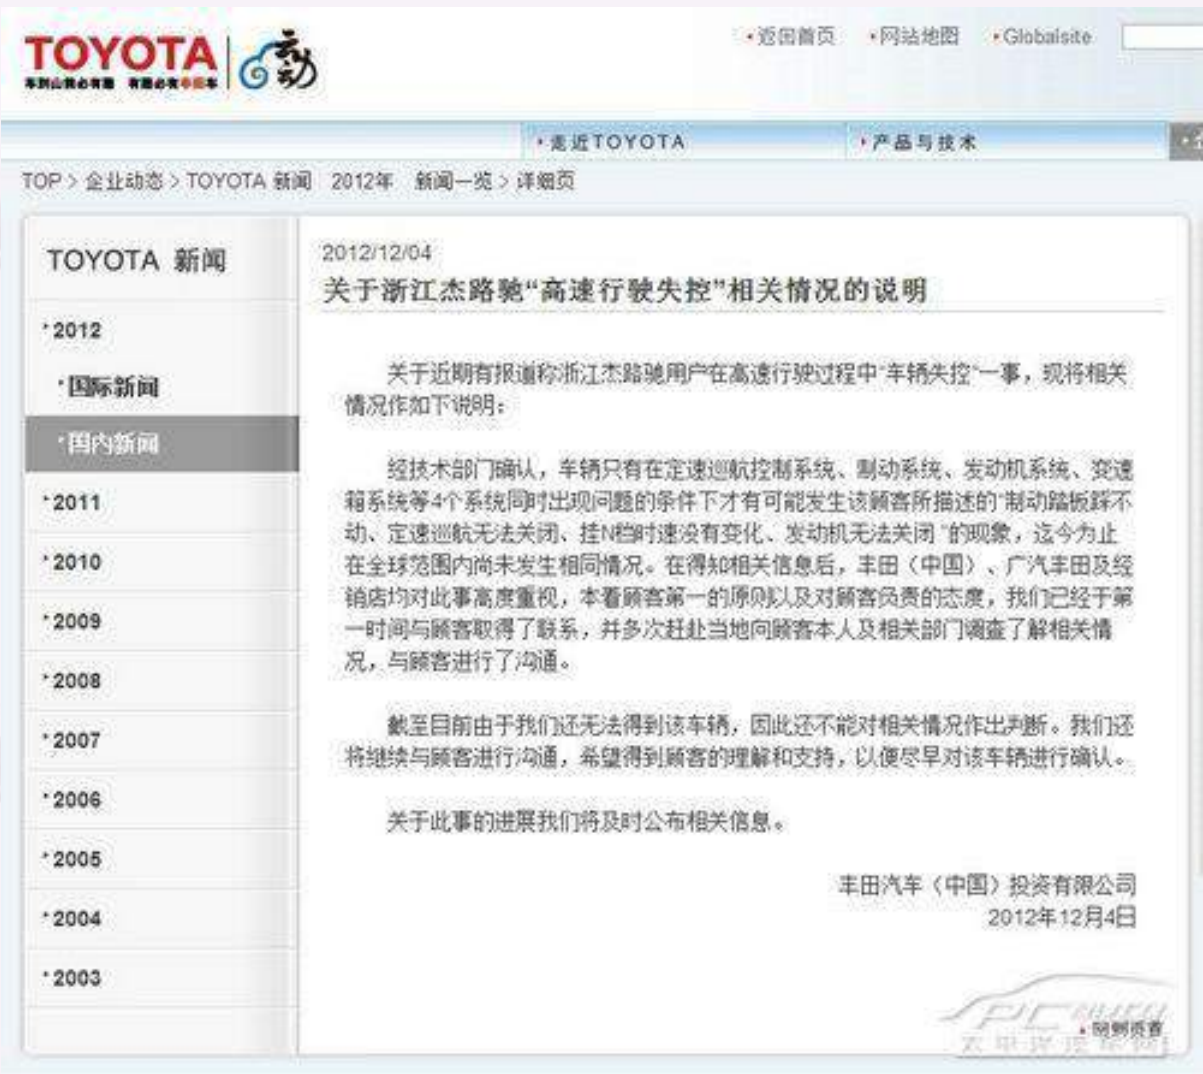 TOYOTA 云动
车到山前必有路 有路必有丰田车
返回首页 网站地图 Globalsite
走近TOYOTA 产品与技术
TOP > 企业动态 > TOYOTA 新闻 2012年 新闻一览 > 详细页
TOYOTA 新闻
2012
国际新闻
国内新闻
2011
2010
2009
2008
2007
2006
2005
2004
2003
2012/12/04
关于浙江杰路驰“高速行驶失控”相关情况的说明
关于近期有报道称浙江杰路驰用户在高速行驶过程中“车辆失控”一事，现将相关
情况作如下说明：
经技术部门确认，车辆只有在定速巡航控制系统、制动系统、发动机系统、变速
箱系统等4个系统同时出现问题的条件下才有可能发生该顾客所描述的“制动踏板踩不
动、定速巡航无法关闭、挂N档时速没有变化、发动机无法关闭”的现象，迄今为止
在全球范围内尚未发生相同情况。在得知相关信息后，丰田（中国）、广汽丰田及经
销店均对此事高度重视，本着顾客第一的原则以及对顾客负责的态度，我们已经于第
一时间与顾客取得了联系，并多次赶赴当地向顾客本人及相关部门调查了解相关情
况，与顾客进行了沟通。
截至目前由于我们还无法得到该车辆，因此还不能对相关情况作出判断。我们还
将继续与顾客进行沟通，希望得到顾客的理解和支持，以便尽早对该车辆进行确认。
关于此事的进展我们将及时公布相关信息。
丰田汽车（中国）投资有限公司
2012年12月4日
PCauto